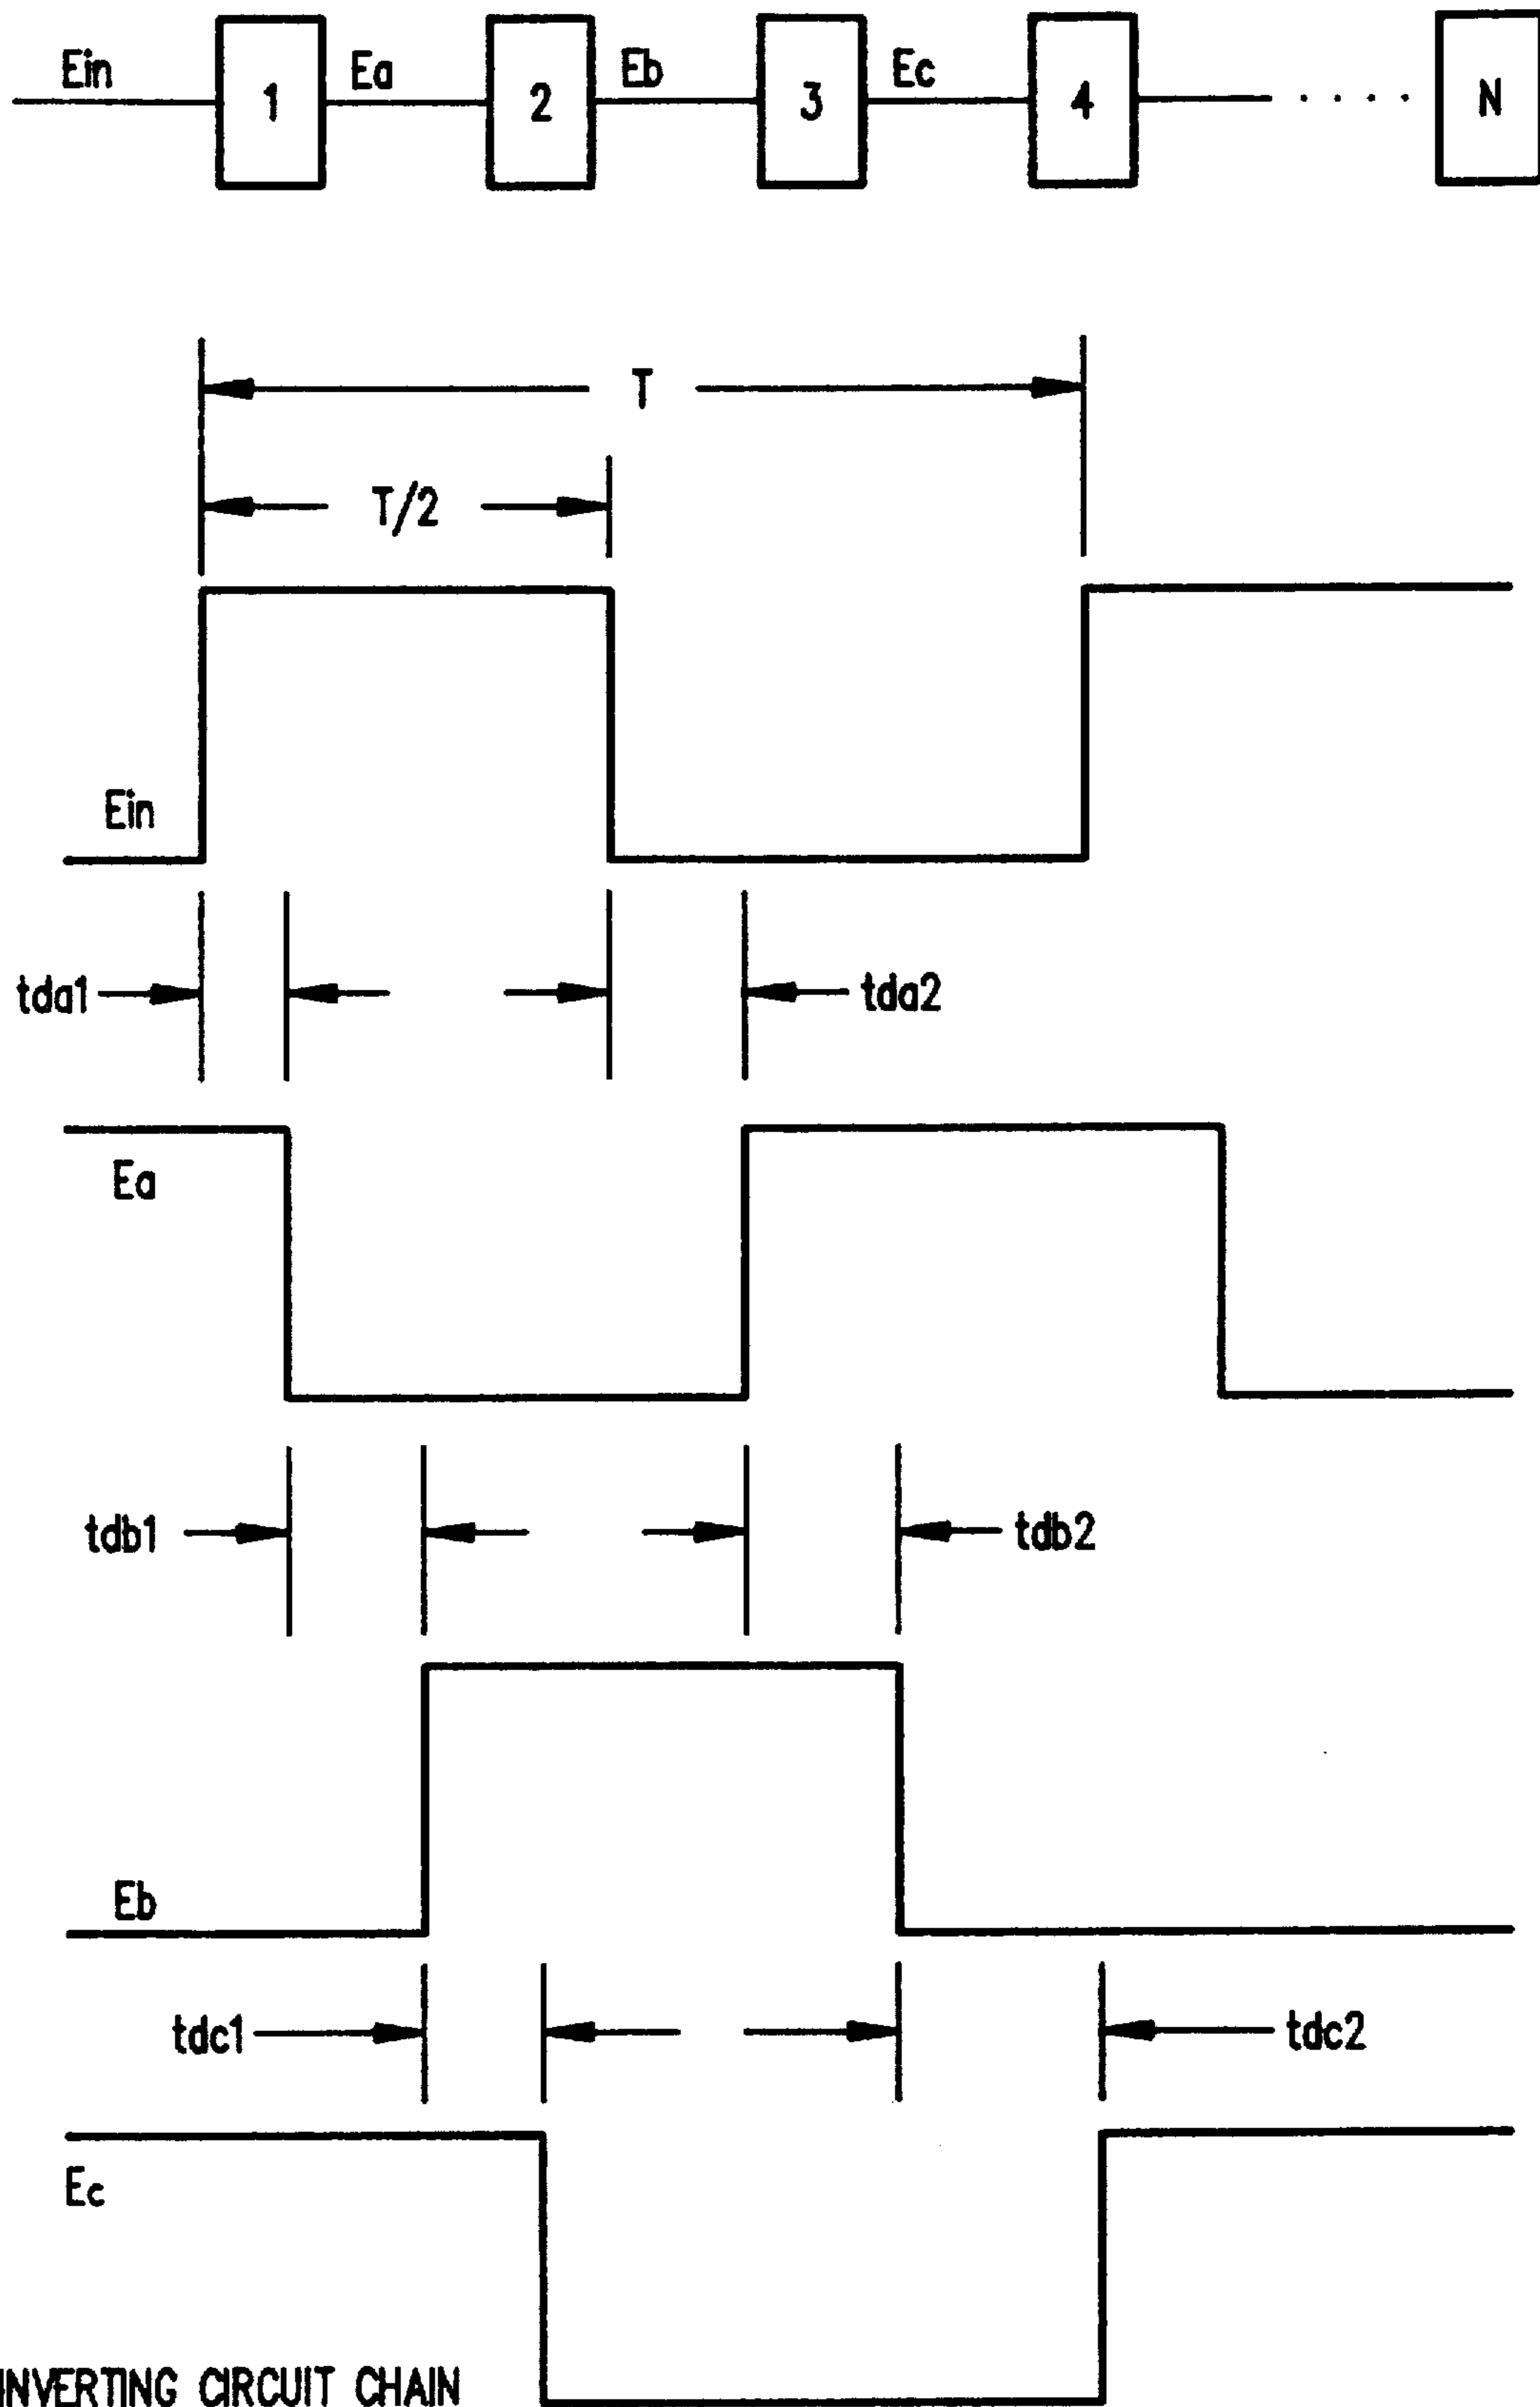 Ein 1 Ea 2 Eb 3 Ec 4 . . . . N
T
T/2
Ein
tda1 tda2
Ea
tdb1 tdb2
Eb
tdc1 tdc2
Ec
INVERTING CIRCUIT CHAIN